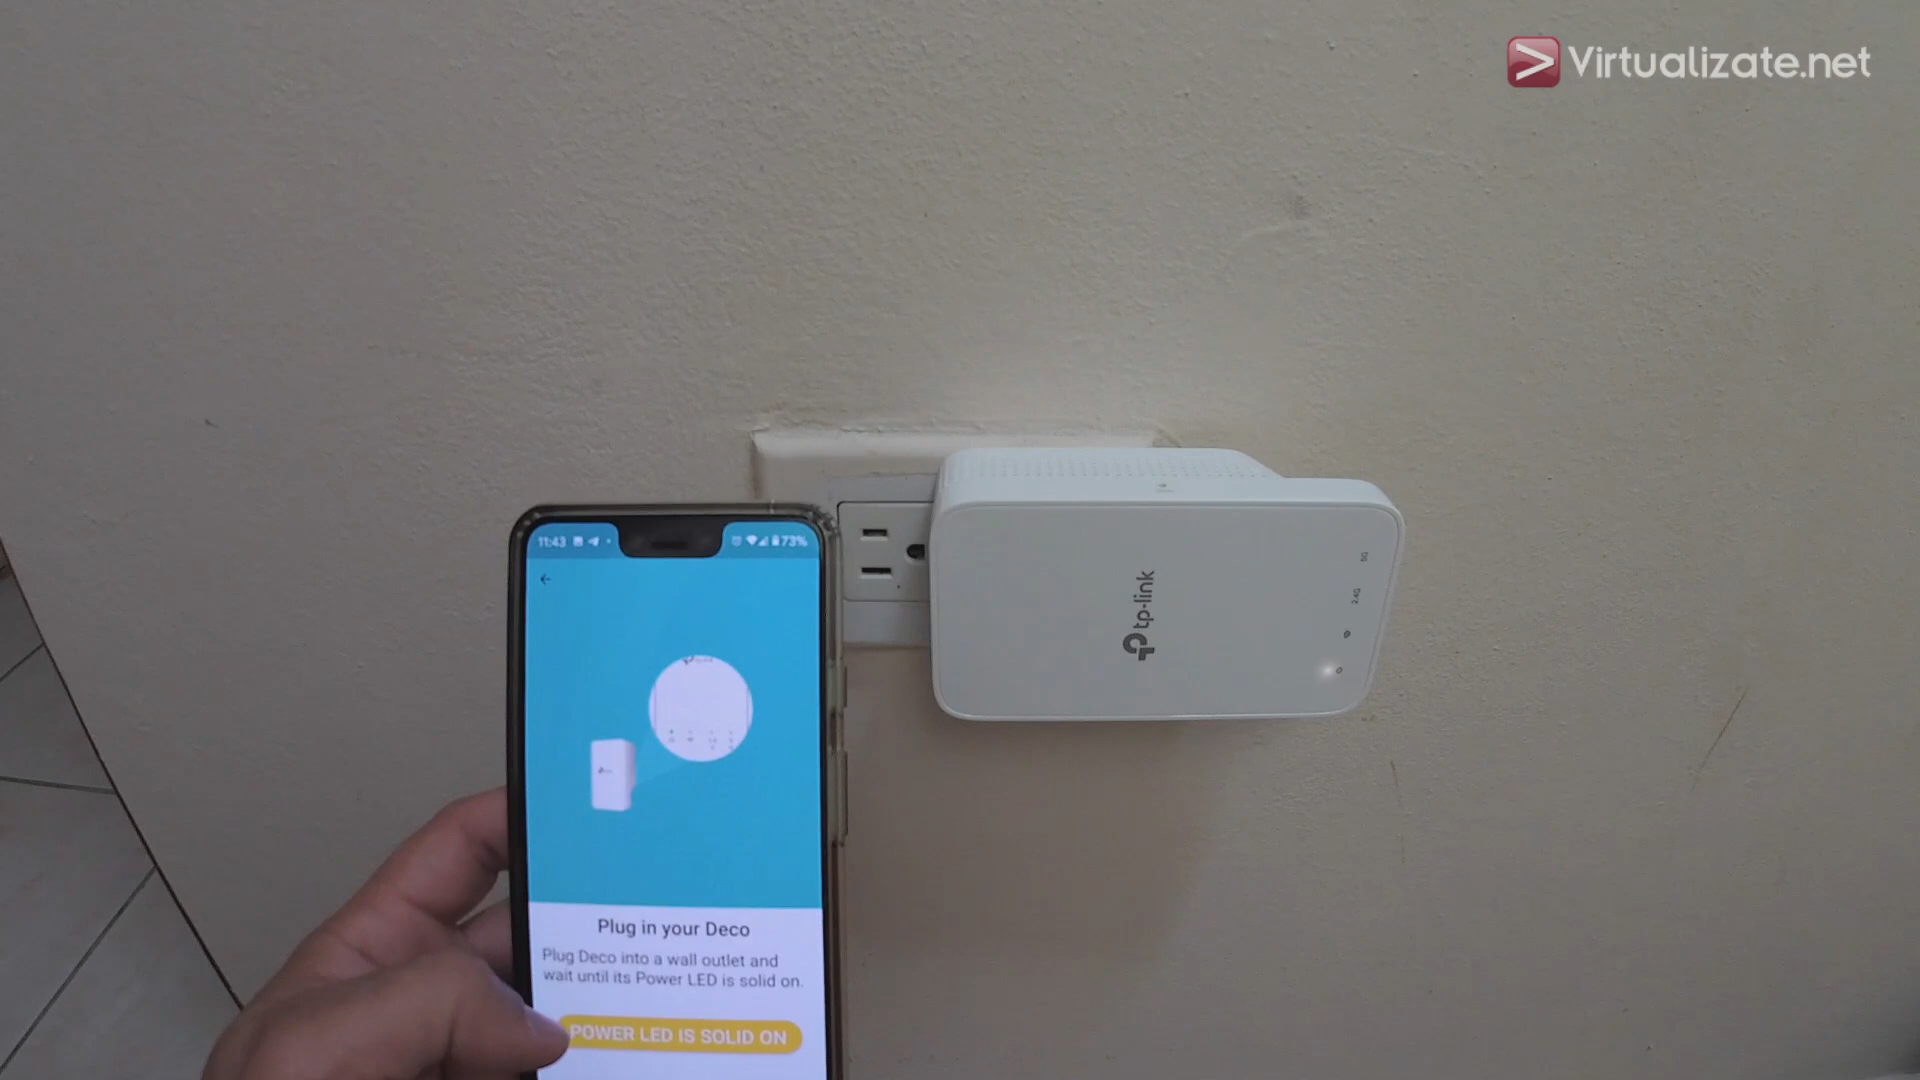 Virtualizate.net
11:43
73%
tp-link
5G
2.4G
Plug in your Deco
Plug Deco into a wall outlet and
wait until its Power LED is solid on.
POWER LED IS SOLID ON